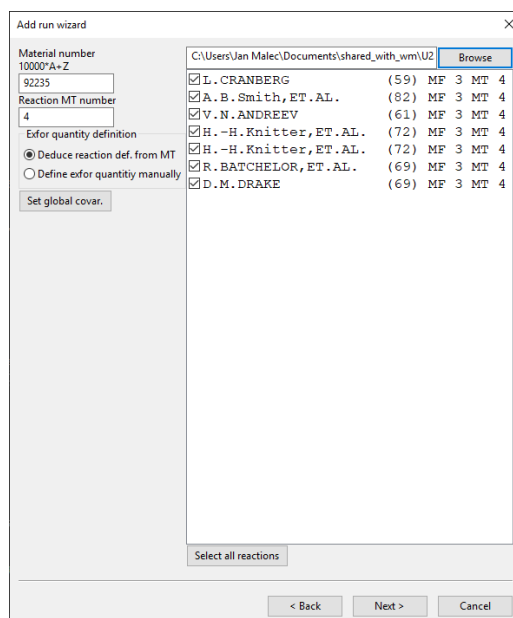 Add run wizard
Material number
10000*A+Z
92235
Reaction MT number
4
Exfor quantity definition
Deduce reaction def. from MT
Define exfor quantitiy manually
Set global covar.
C:\Users\Jan Malec\Documents\shared_with_wm\U2
Browse
L.CRANBERG (59) MF 3 MT 4
A.B.Smith,ET.AL. (82) MF 3 MT 4
V.N.ANDREEV (61) MF 3 MT 4
H.-H.Knitter,ET.AL. (72) MF 3 MT 4
H.-H.Knitter,ET.AL. (72) MF 3 MT 4
R.BATCHELOR,ET.AL. (69) MF 3 MT 4
D.M.DRAKE (69) MF 3 MT 4
Select all reactions
< Back
Next >
Cancel